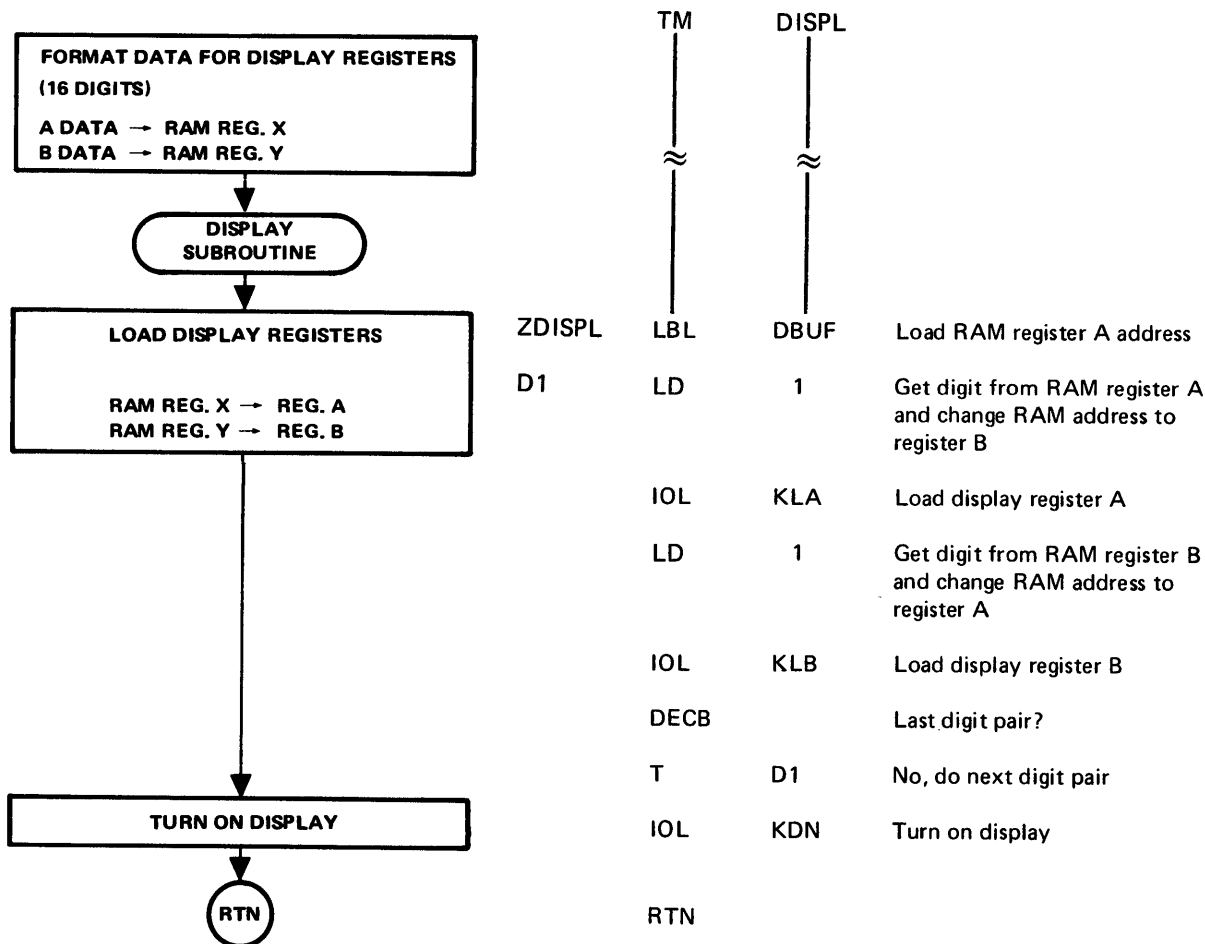 FORMAT DATA FOR DISPLAY REGISTERS
(16 DIGITS)
A DATA → RAM REG. X
B DATA → RAM REG. Y
DISPLAY
SUBROUTINE
LOAD DISPLAY REGISTERS
RAM REG. X → REG. A
RAM REG. Y → REG. B
TURN ON DISPLAY
RTN
TM DISPL
ZDISPL LBL DBUF Load RAM register A address
D1 LD 1 Get digit from RAM register A
and change RAM address to
register B
IOL KLA Load display register A
LD 1 Get digit from RAM register B
and change RAM address to
register A
IOL KLB Load display register B
DECB Last digit pair?
T D1 No, do next digit pair
IOL KDN Turn on display
RTN